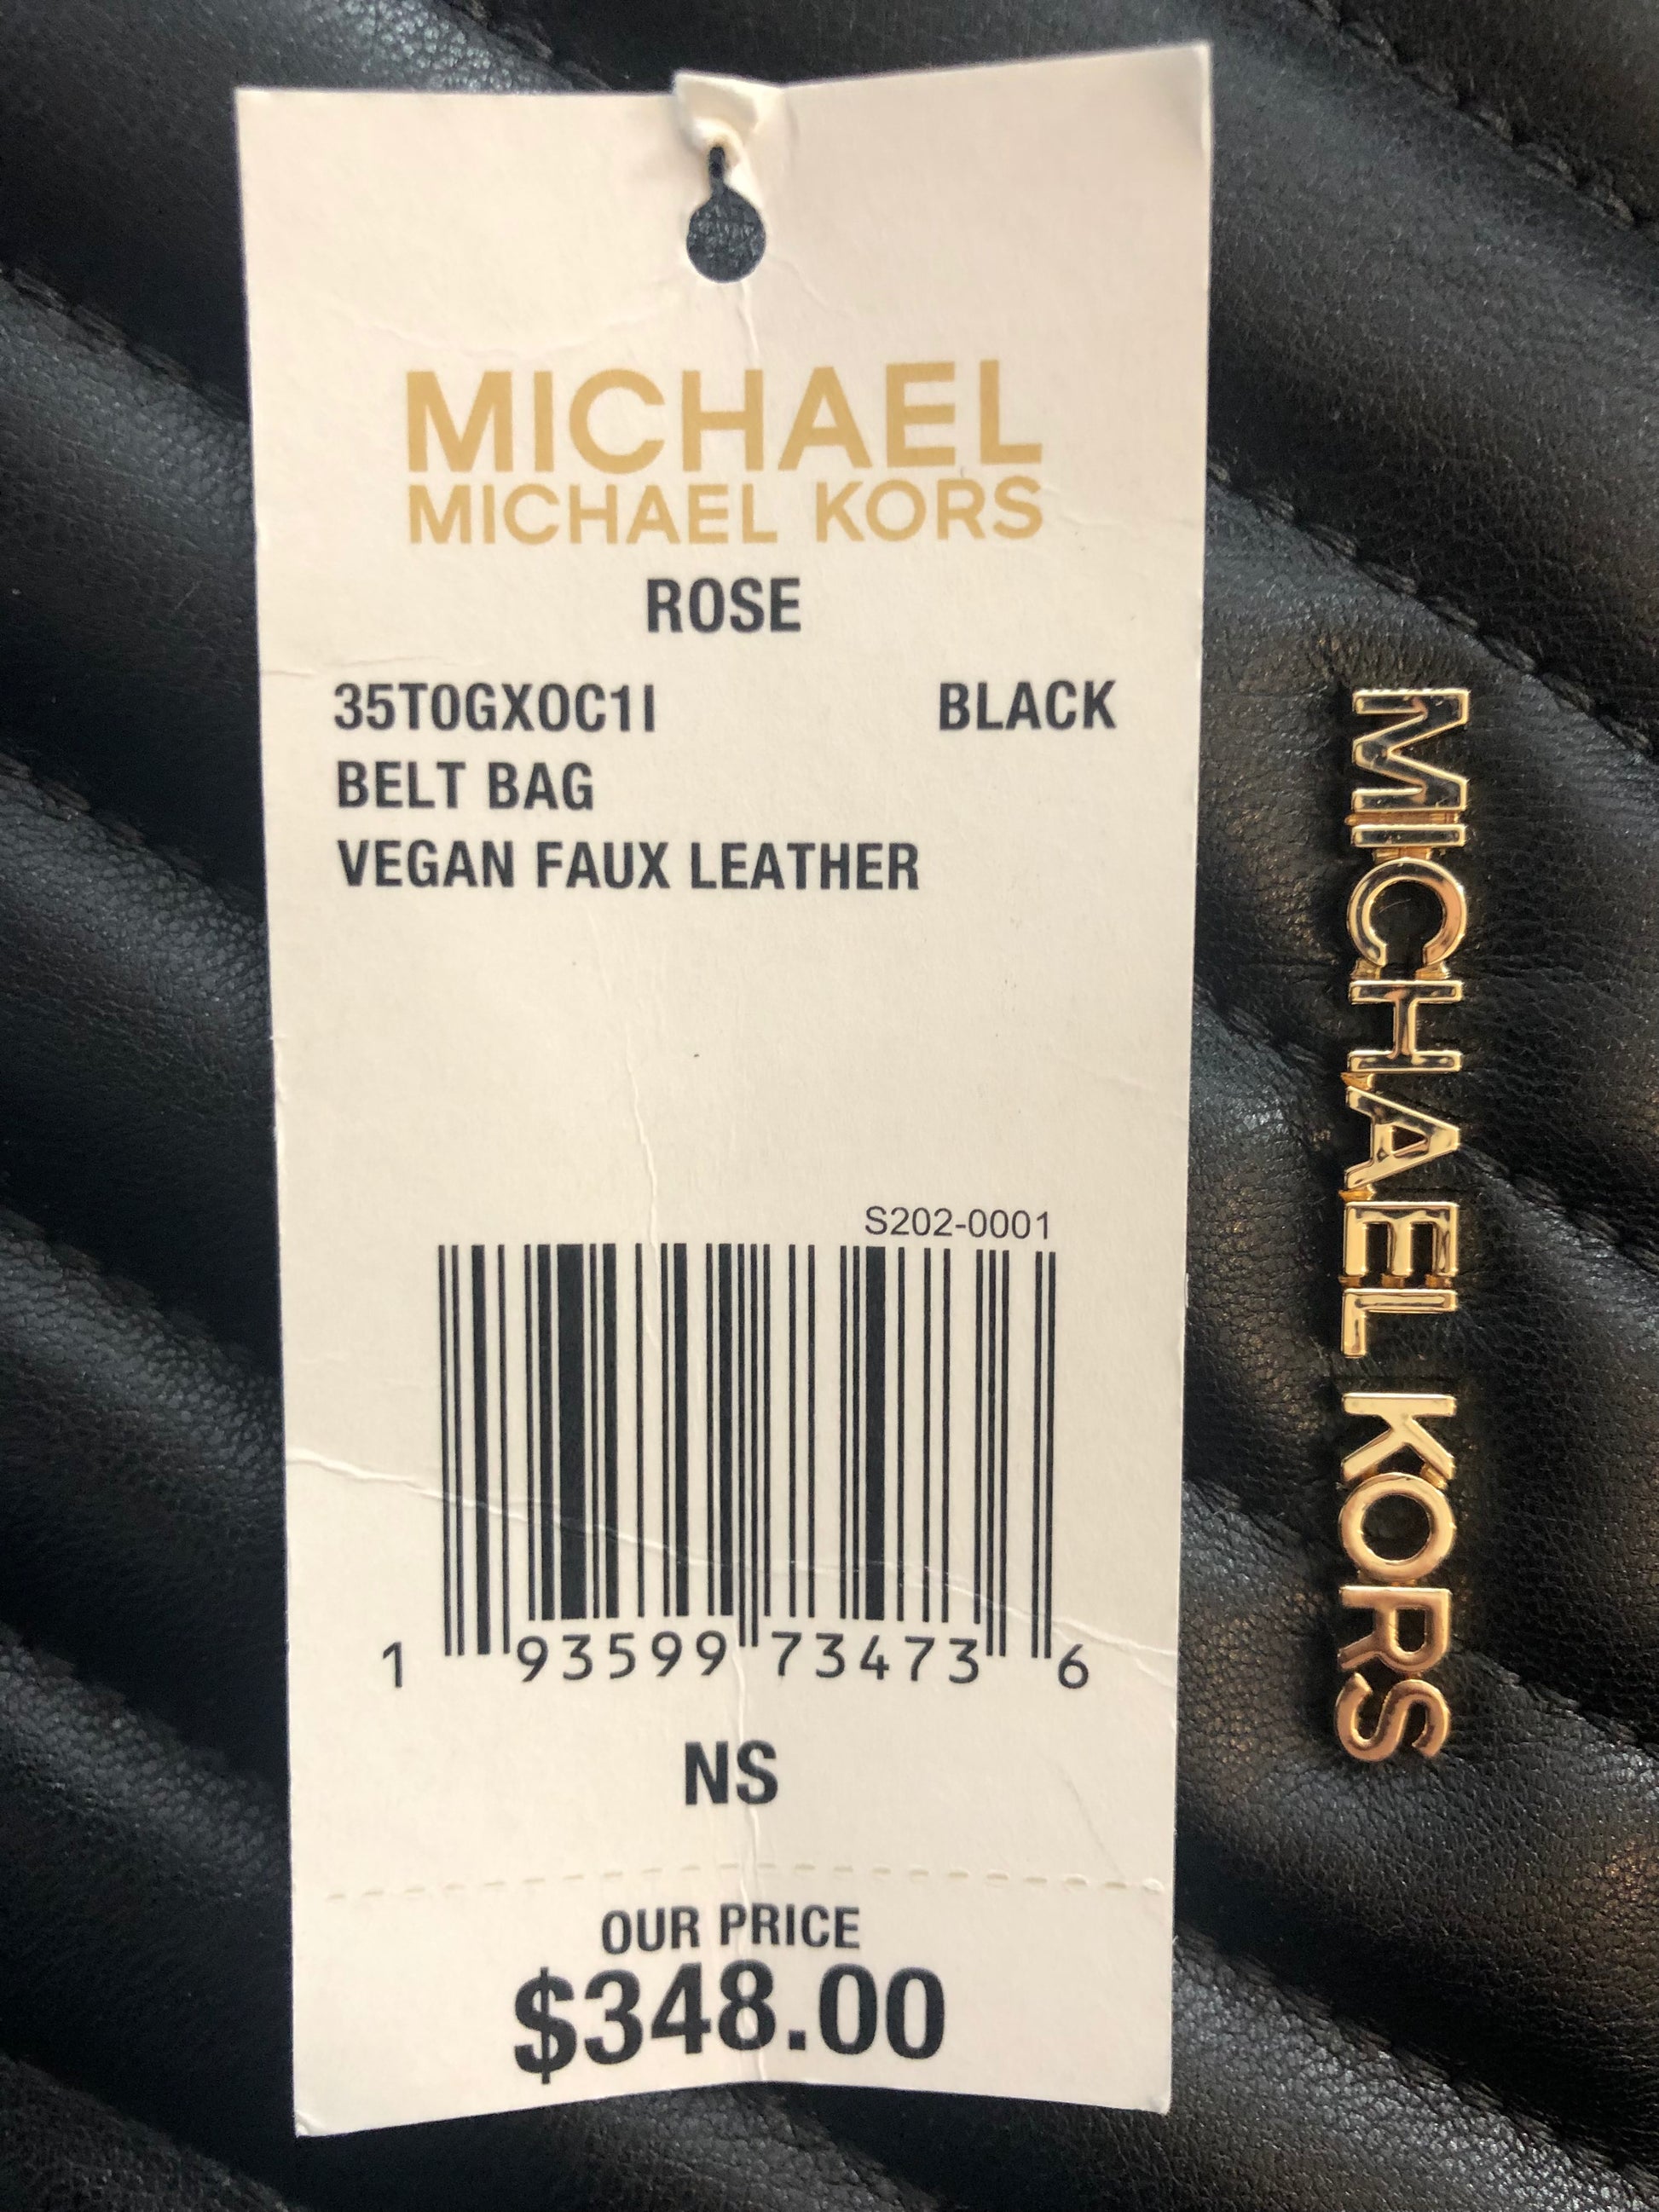 MICHAEL
MICHAEL KORS
ROSE
35T0GXOC1I BLACK
BELT BAG
VEGAN FAUX LEATHER
S202-0001
1 93599 73473 6
NS
OUR PRICE
$348.00
MICHAEL KORS